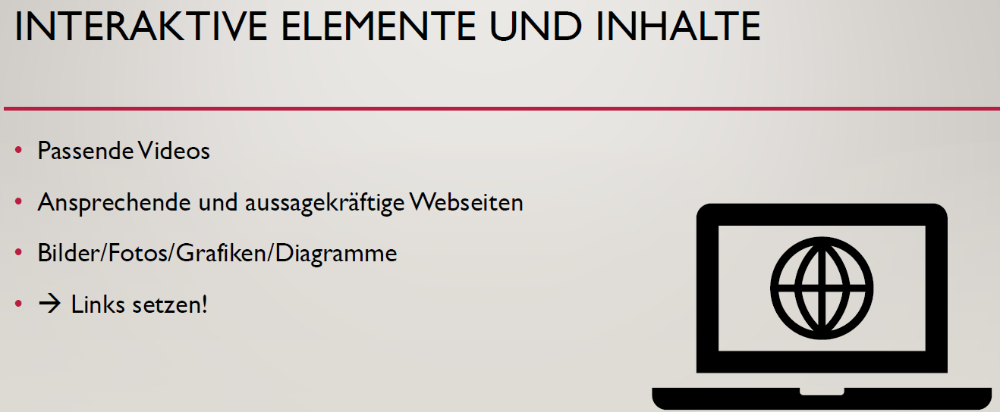 INTERAKTIVE ELEMENTE UND INHALTE
• Passende Videos
• Ansprechende und aussagekräftige Webseiten
• Bilder/Fotos/Grafiken/Diagramme
• → Links setzen!